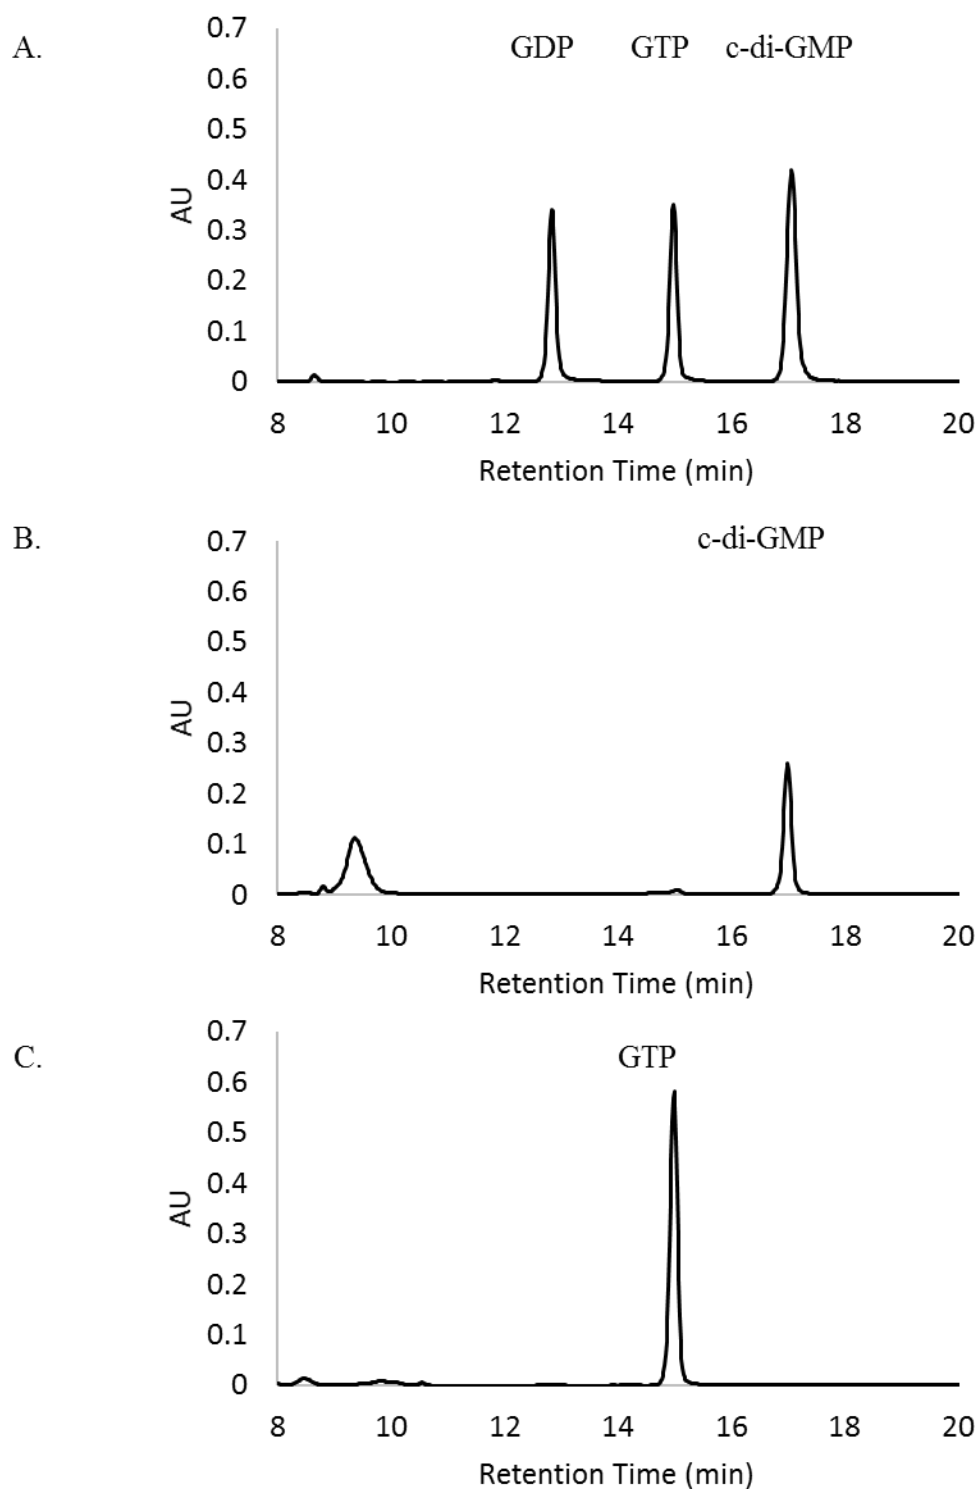 A.
GDP GTP c-di-GMP
0.7
0.6
0.5
0.4
0.3
0.2
0.1
0
AU
8 10 12 14 16 18 20
Retention Time (min)
B.
c-di-GMP
0.7
0.6
0.5
0.4
0.3
0.2
0.1
0
AU
8 10 12 14 16 18 20
Retention Time (min)
C.
GTP
0.7
0.6
0.5
0.4
0.3
0.2
0.1
0
AU
8 10 12 14 16 18 20
Retention Time (min)